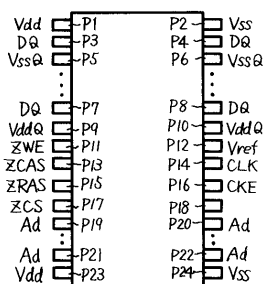 Vdd P1 P2 Vss
DQ P3 P4 DQ
VssQ P5 P6 VssQ
DQ P7 P8 DQ
VddQ P9 P10 VddQ
ZWE P11 P12 Vref
ZCAS P13 P14 CLK
ZRAS P15 P16 CKE
ZCS P17 P18
Ad P19 P20 Ad
Ad P21 P22 Ad
Vdd P23 P24 Vss